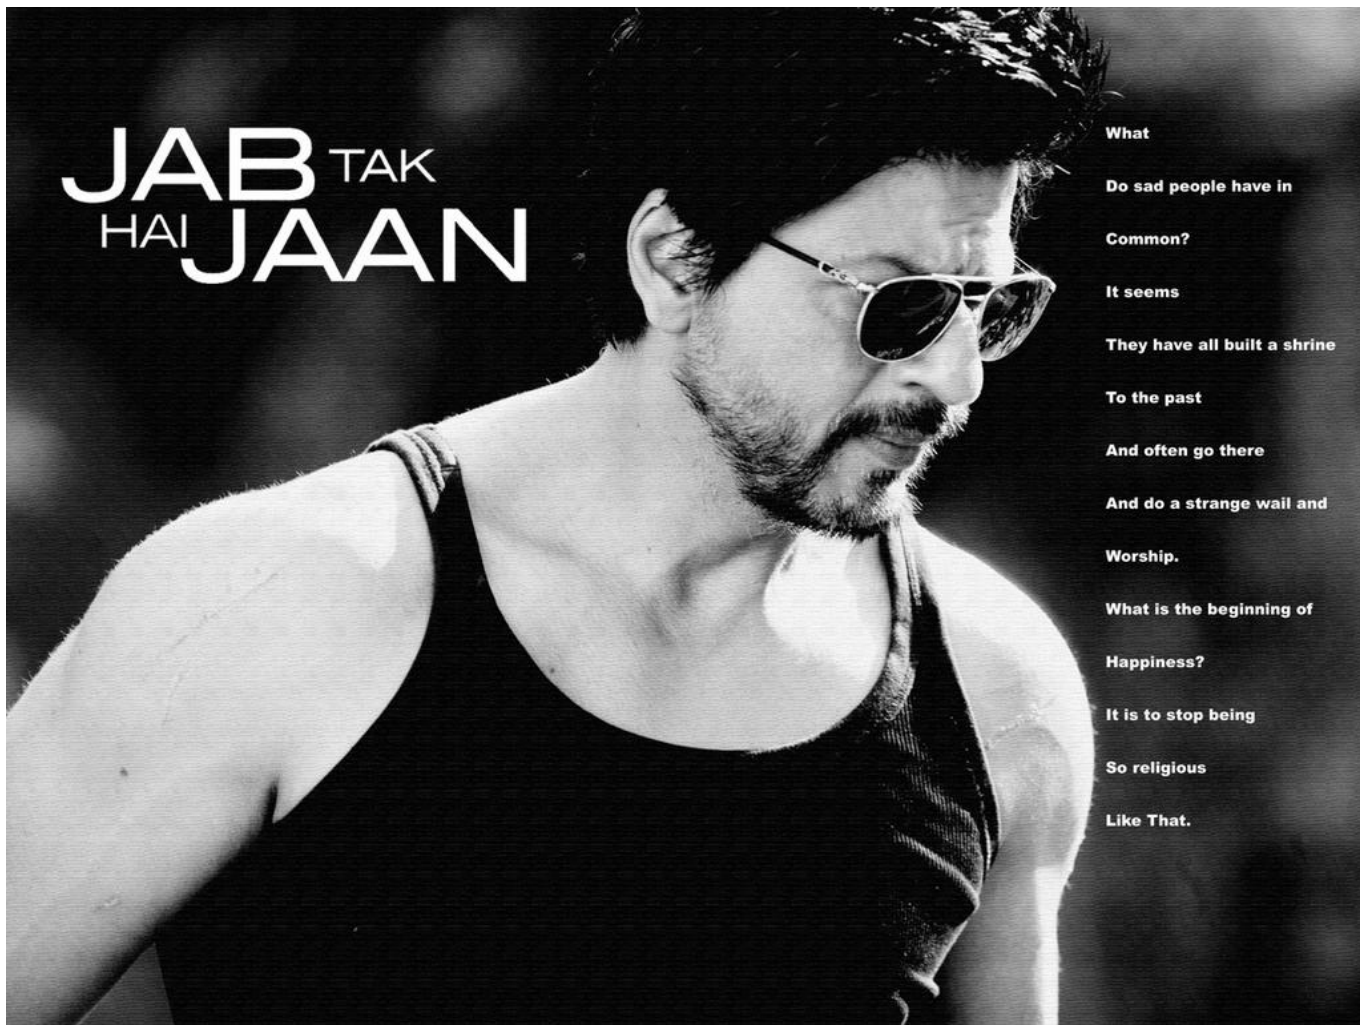 JAB TAK
HAI JAAN
What
Do sad people have in
Common?
It seems
They have all built a shrine
To the past
And often go there
And do a strange wail and
Worship.
What is the beginning of
Happiness?
It is to stop being
So religious
Like That.